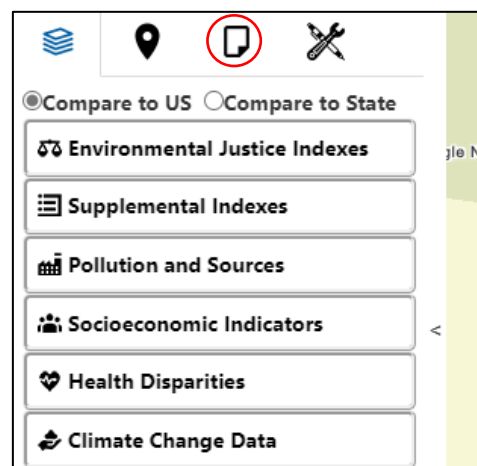 Compare to US Compare to State
Environmental Justice Indexes
gle N
Supplemental Indexes
Pollution and Sources
Socioeconomic Indicators
<
Health Disparities
Climate Change Data